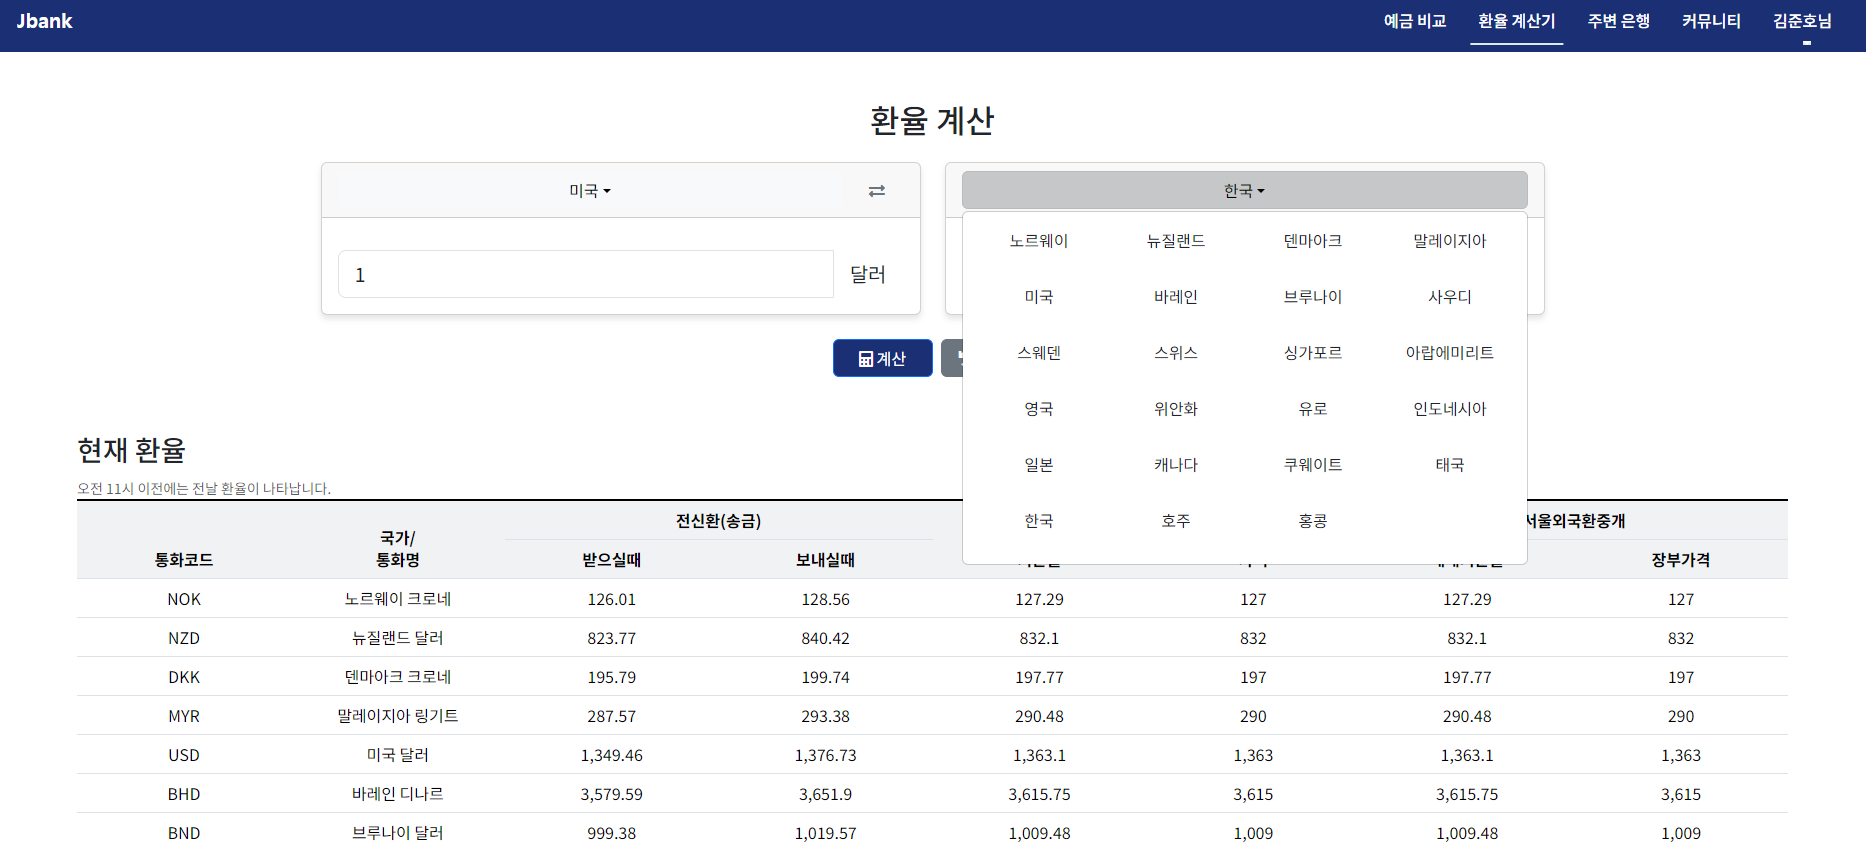 Jbank
예금 비교 환율 계산기 주변 은행 커뮤니티 김준호님
환율 계산
미국 한국
1 달러
노르웨이 뉴질랜드 덴마크 말레이지아
미국 바레인 브루나이 사우디
스웨덴 스위스 싱가포르 아랍에미리트
계산
영국 위안화 유로 인도네시아
일본 캐나다 쿠웨이트 태국
한국 호주 홍콩
현재 환율
오전 11시 이전에는 전날 환율이 나타납니다.
전신환(송금) 서울외국환중개
통화코드 국가/
통화명 받으실때 보내실때 장부가격
NOK 노르웨이 크로네 126.01 128.56 127.29 127 127.29 127
NZD 뉴질랜드 달러 823.77 840.42 832.1 832 832.1 832
DKK 덴마아크 크로네 195.79 199.74 197.77 197 197.77 197
MYR 말레이지아 링기트 287.57 293.38 290.48 290 290.48 290
USD 미국 달러 1,349.46 1,376.73 1,363.1 1,363 1,363.1 1,363
BHD 바레인 디나르 3,579.59 3,651.9 3,615.75 3,615 3,615.75 3,615
BND 브루나이 달러 999.38 1,019.57 1,009.48 1,009 1,009.48 1,009